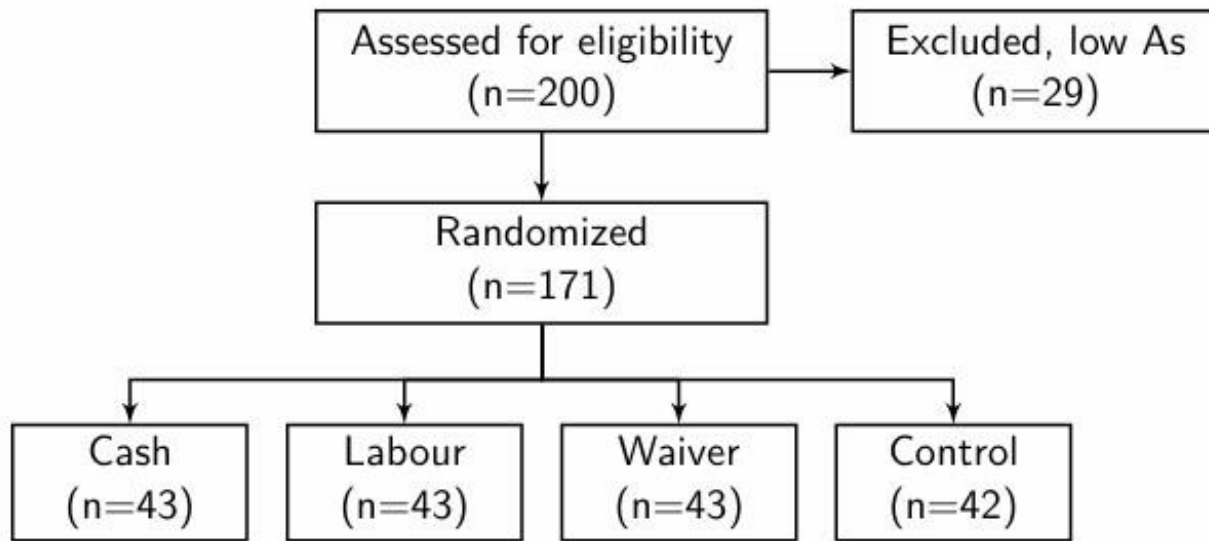 Assessed for eligibility
(n=200)
Excluded, low As
(n=29)
Randomized
(n=171)
Cash
(n=43)
Labour
(n=43)
Waiver
(n=43)
Control
(n=42)